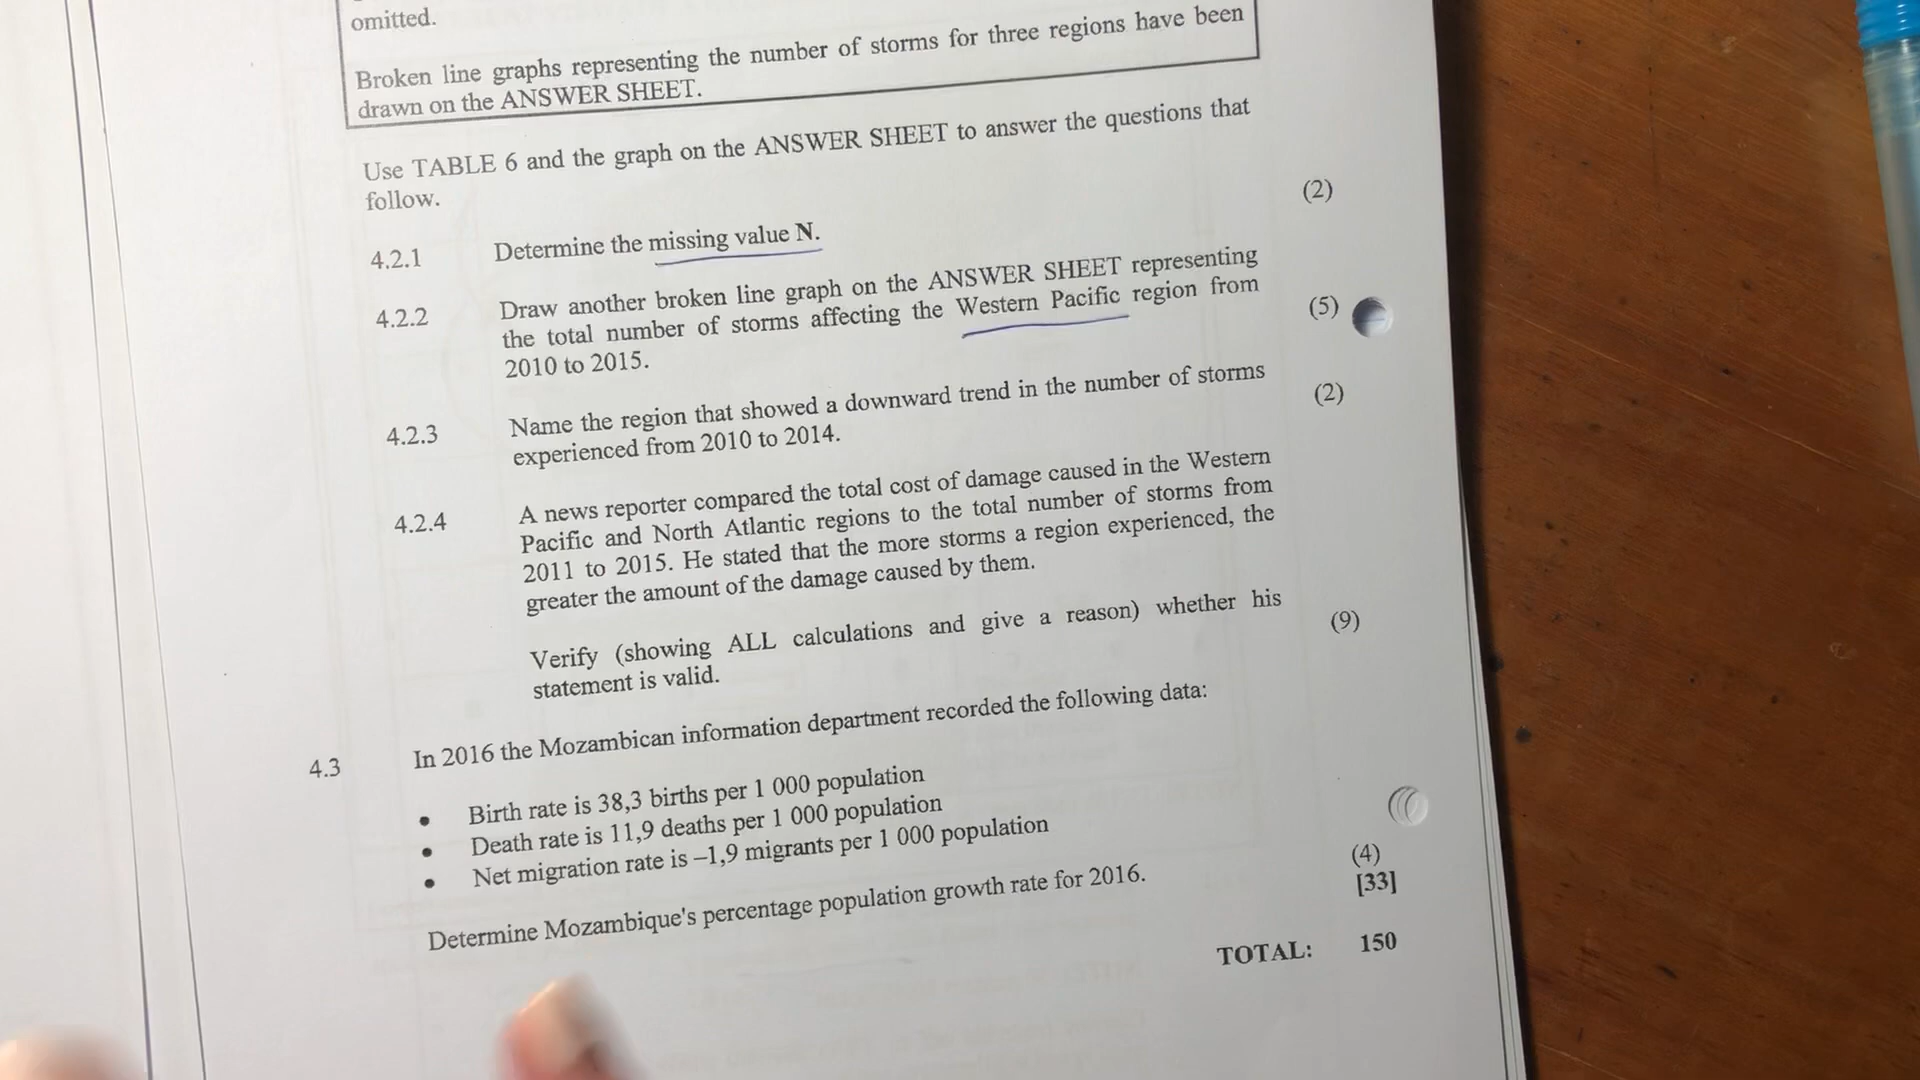 omitted.
Broken line graphs representing the number of storms for three regions have been
drawn on the ANSWER SHEET.
Use TABLE 6 and the graph on the ANSWER SHEET to answer the questions that
follow.
4.2.1 Determine the missing value N. (2)
4.2.2 Draw another broken line graph on the ANSWER SHEET representing
the total number of storms affecting the Western Pacific region from
2010 to 2015. (5)
4.2.3 Name the region that showed a downward trend in the number of storms
experienced from 2010 to 2014. (2)
4.2.4 A news reporter compared the total cost of damage caused in the Western
Pacific and North Atlantic regions to the total number of storms from
2011 to 2015. He stated that the more storms a region experienced, the
greater the amount of the damage caused by them.
Verify (showing ALL calculations and give a reason) whether his
statement is valid. (9)
4.3 In 2016 the Mozambican information department recorded the following data:
• Birth rate is 38,3 births per 1 000 population
• Death rate is 11,9 deaths per 1 000 population
• Net migration rate is –1,9 migrants per 1 000 population
Determine Mozambique's percentage population growth rate for 2016. (4)
[33]
TOTAL: 150